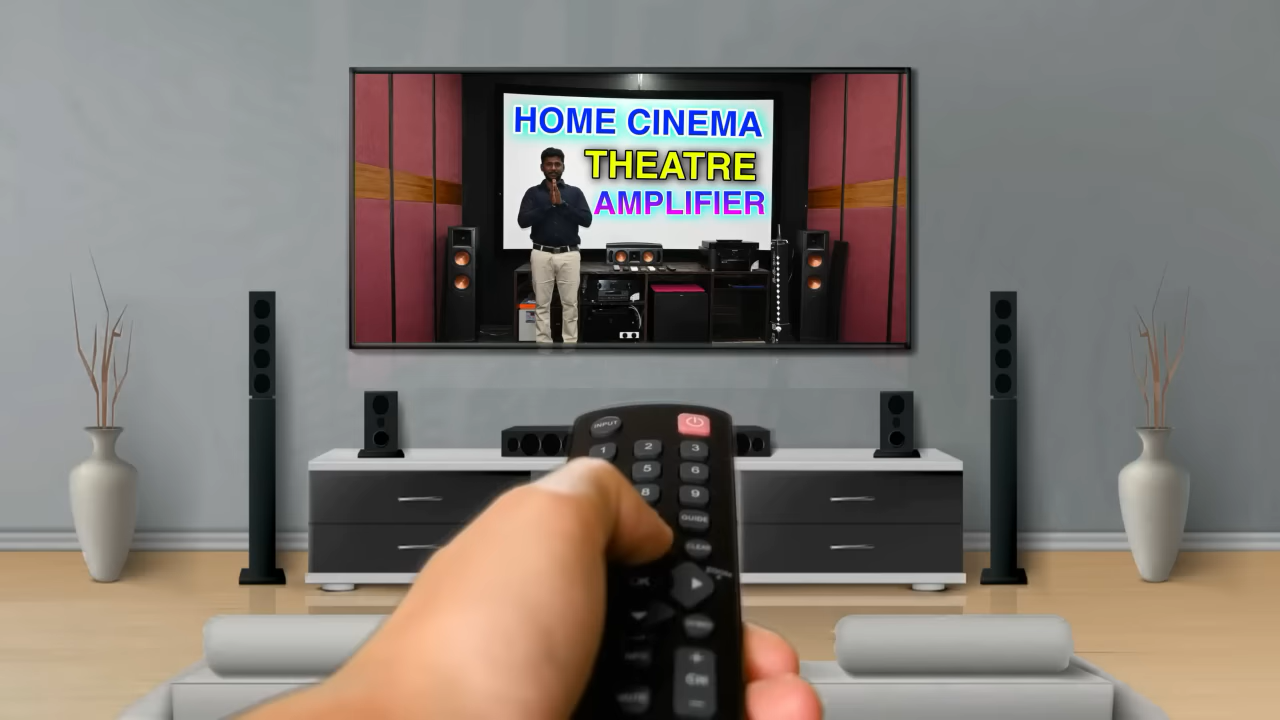 HOME CINEMA
THEATRE
AMPLIFIER
INPUT
1 2 3
5 6
8 9
GUIDE
CLEAR